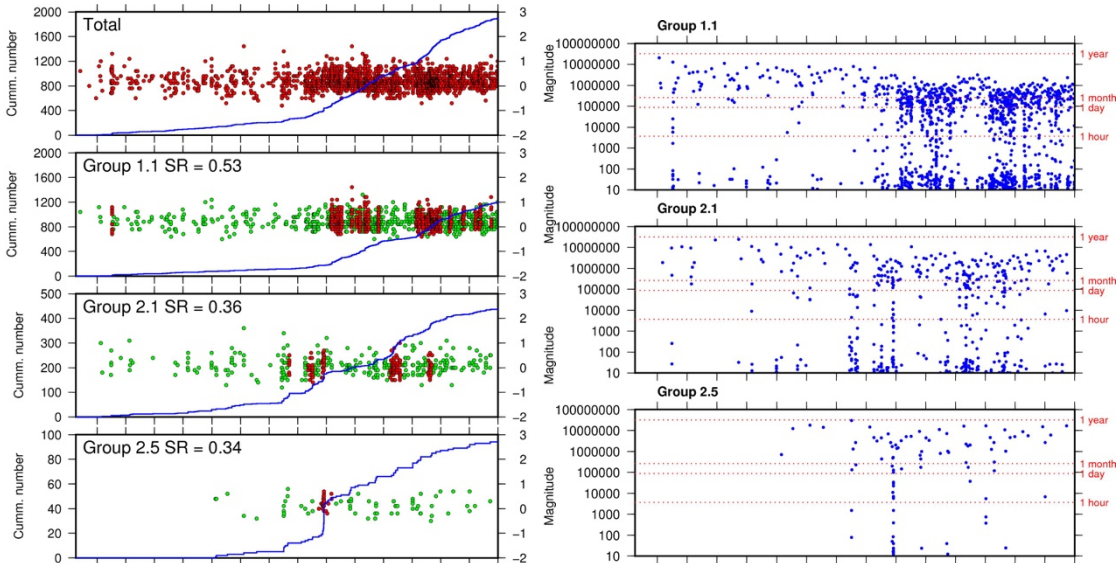 Total
Cumm. number
2000
1600
1200
800
400
0
3
2
1
0
−1
−2
Group 1.1 SR = 0.53
Cumm. number
2000
1600
1200
800
400
0
3
2
1
0
−1
−2
Group 2.1 SR = 0.36
Cumm. number
500
400
300
200
100
0
3
2
1
0
−1
−2
Group 2.5 SR = 0.34
Cumm. number
100
80
60
40
20
0
3
2
1
0
−1
−2
Group 1.1
Magnitude
100000000
10000000
1000000
100000
10000
1000
100
10
1 year
1 month
1 day
1 hour
Group 2.1
Magnitude
100000000
10000000
1000000
100000
10000
1000
100
10
1 year
1 month
1 day
1 hour
Group 2.5
Magnitude
100000000
10000000
1000000
100000
10000
1000
100
10
1 year
1 month
1 day
1 hour